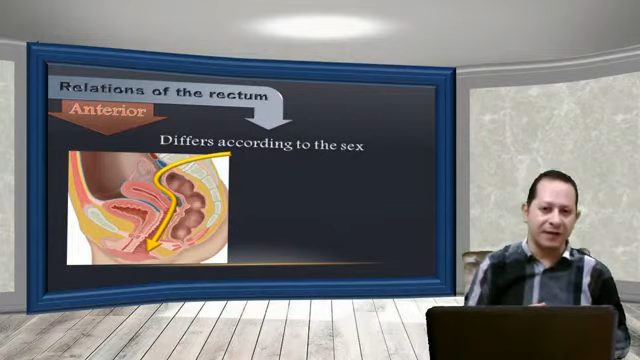 Relations of the rectum
Anterior
Differs according to the sex